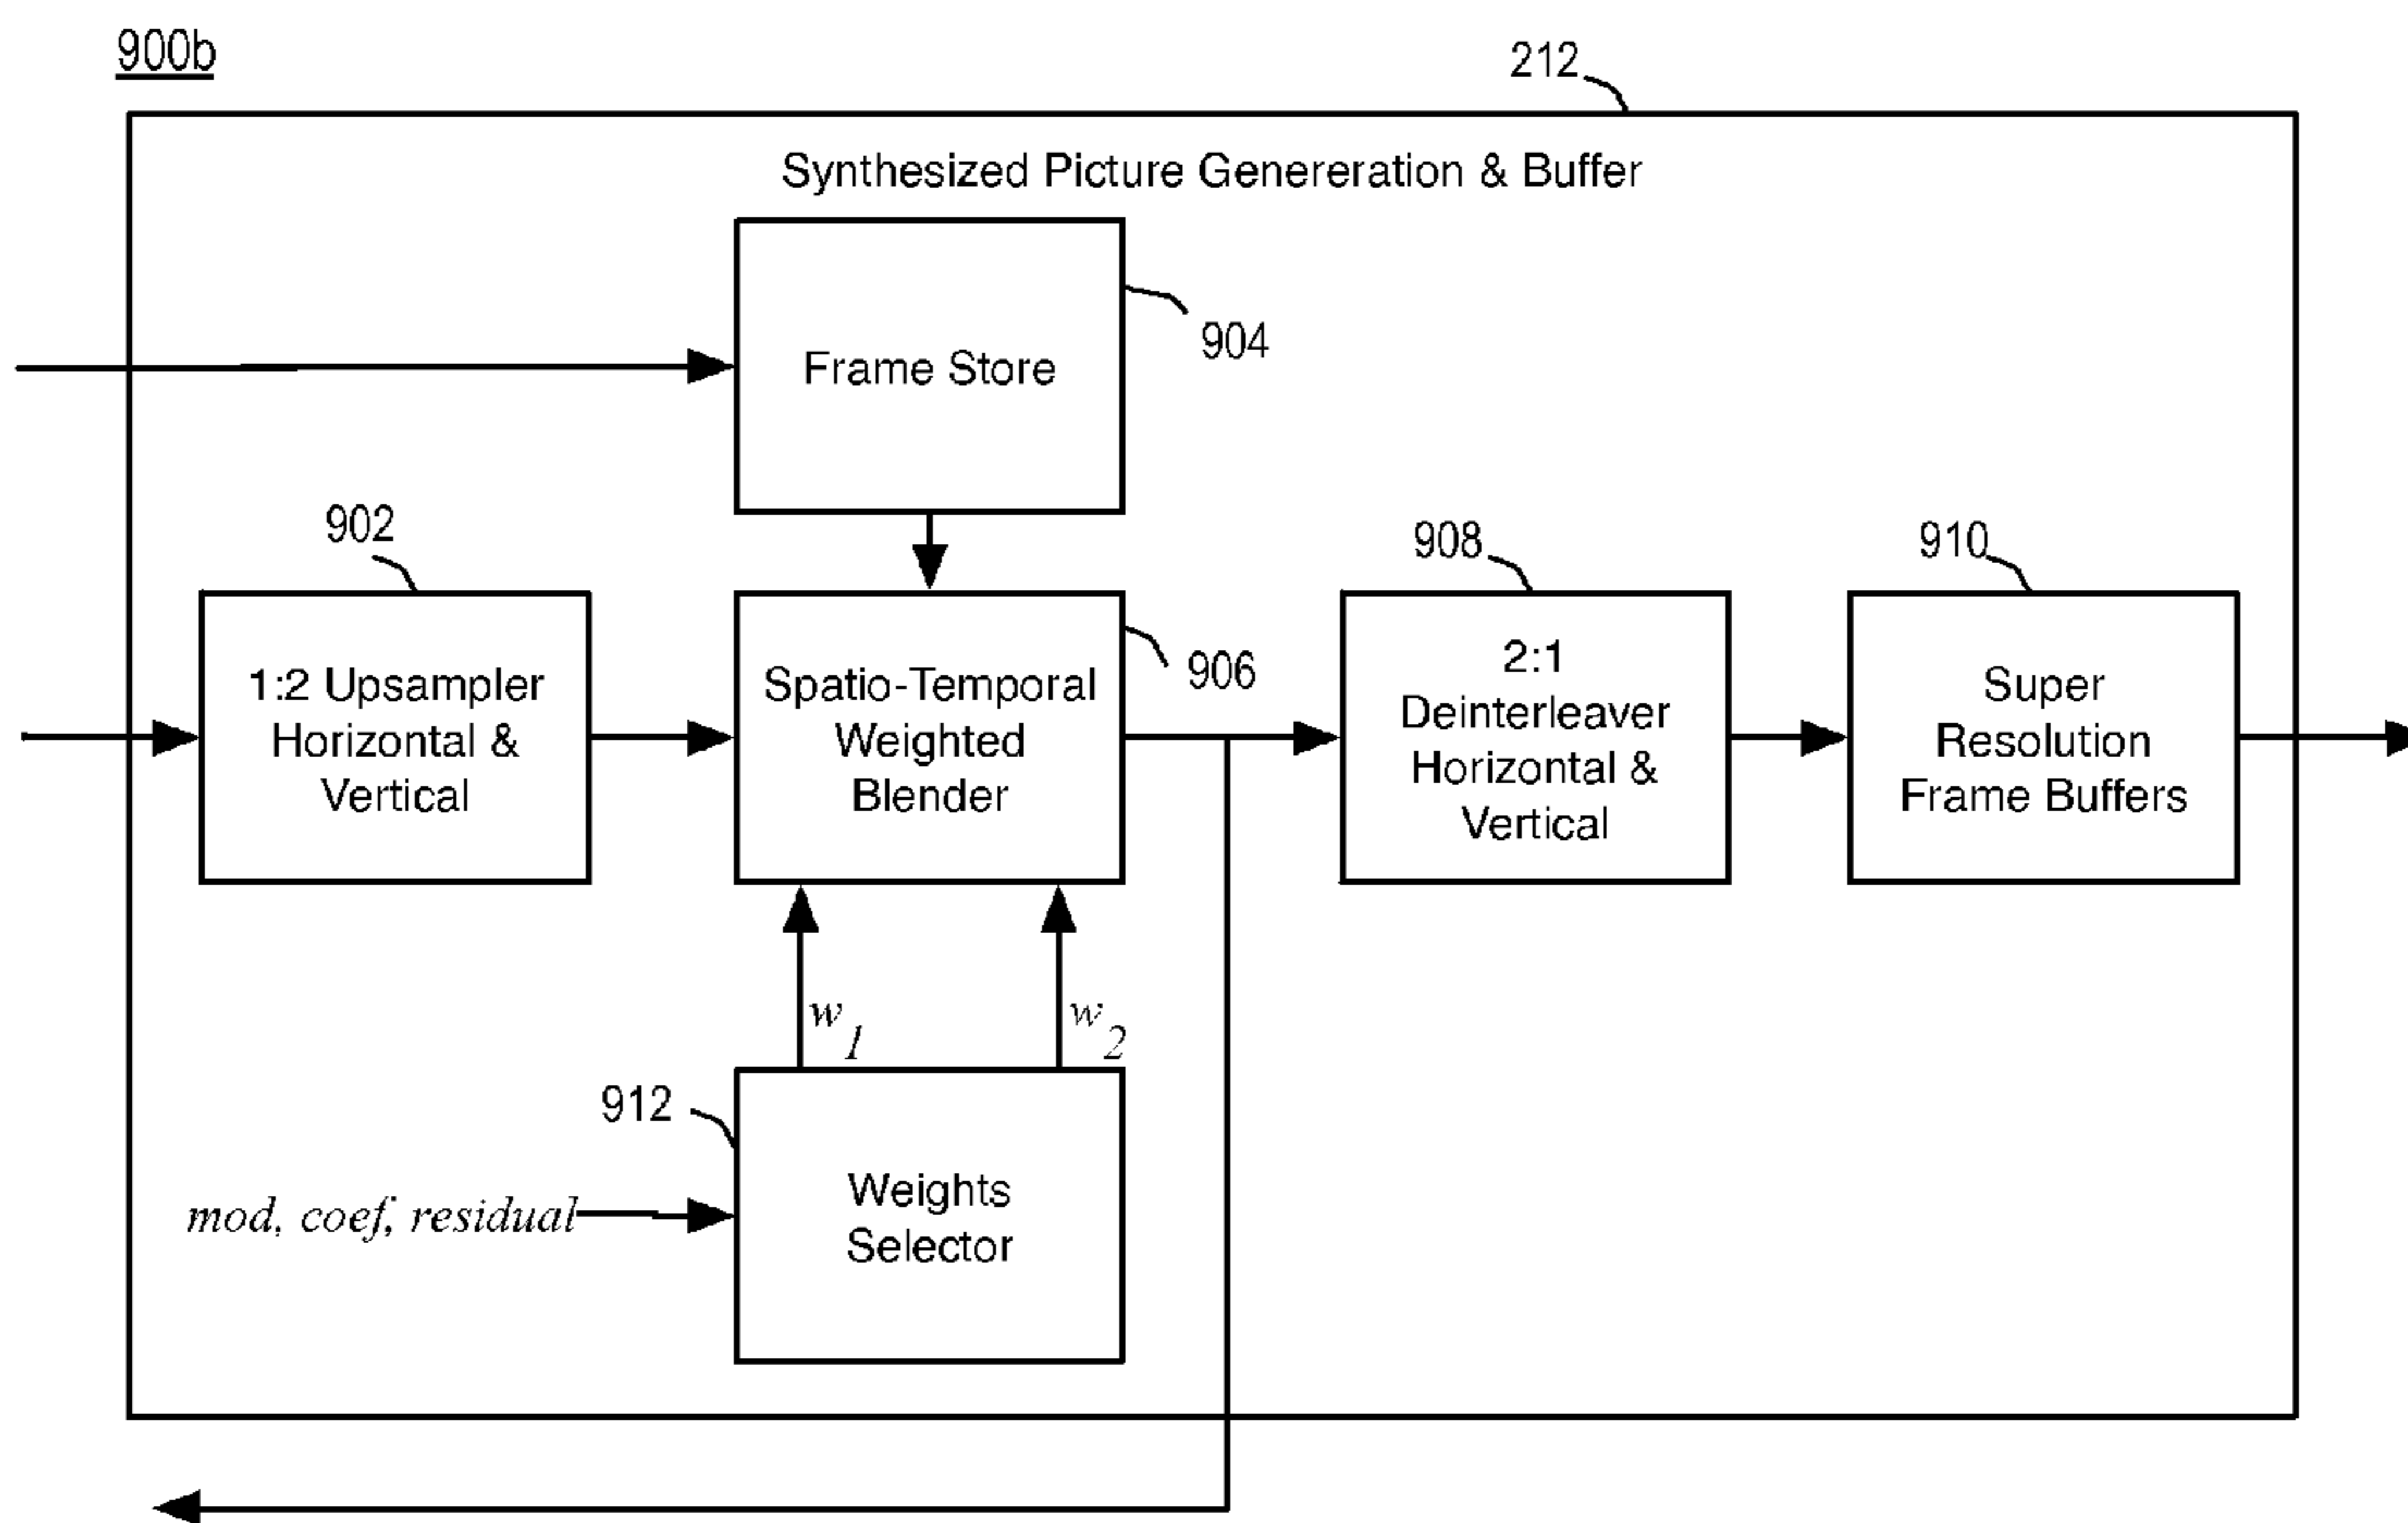 900b
212
Synthesized Picture Genereration & Buffer
Frame Store
904
902
1:2 Upsampler
Horizontal &
Vertical
Spatio-Temporal
Weighted
Blender
906
908
2:1
Deinterleaver
Horizontal &
Vertical
910
Super
Resolution
Frame Buffers
w1
w2
912
mod, coef, residual
Weights
Selector